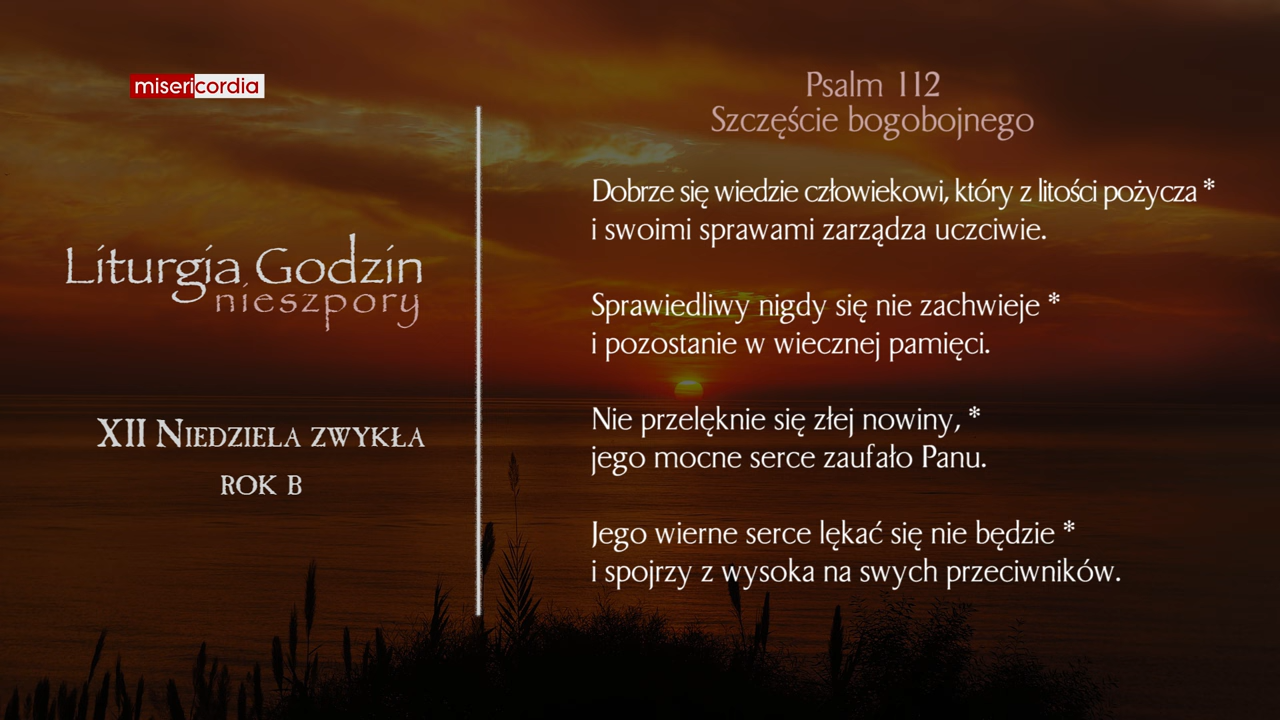 misericordia
Liturgia Godzin
nieszpory
XII Niedziela zwykła
rok B
Psalm 112
Szczęście bogobojnego
Dobrze się wiedzie człowiekowi, który z litości pożycza *
i swoimi sprawami zarządza uczciwie.
Sprawiedliwy nigdy się nie zachwieje *
i pozostanie w wiecznej pamięci.
Nie przelęknie się złej nowiny, *
jego mocne serce zaufało Panu.
Jego wierne serce lękać się nie będzie *
i spojrzy z wysoka na swych przeciwników.